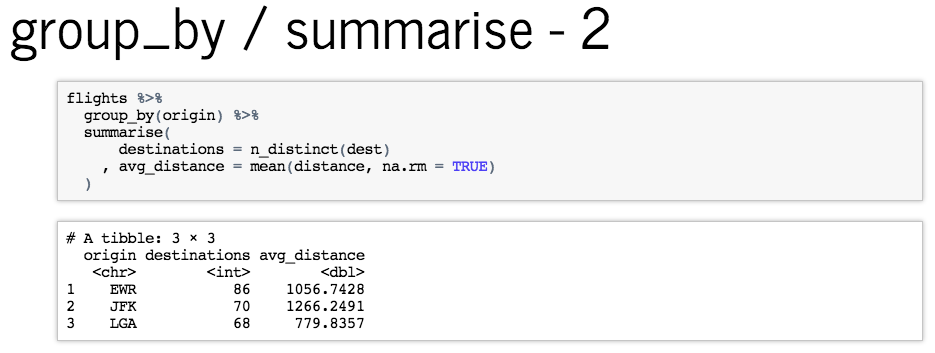 group_by / summarise - 2
flights %>%
  group_by(origin) %>%
  summarise(
      destinations = n_distinct(dest)
    , avg_distance = mean(distance, na.rm = TRUE)
  )
# A tibble: 3 × 3
  origin destinations avg_distance
   <chr>        <int>        <dbl>
1    EWR           86    1056.7428
2    JFK           70    1266.2491
3    LGA           68     779.8357